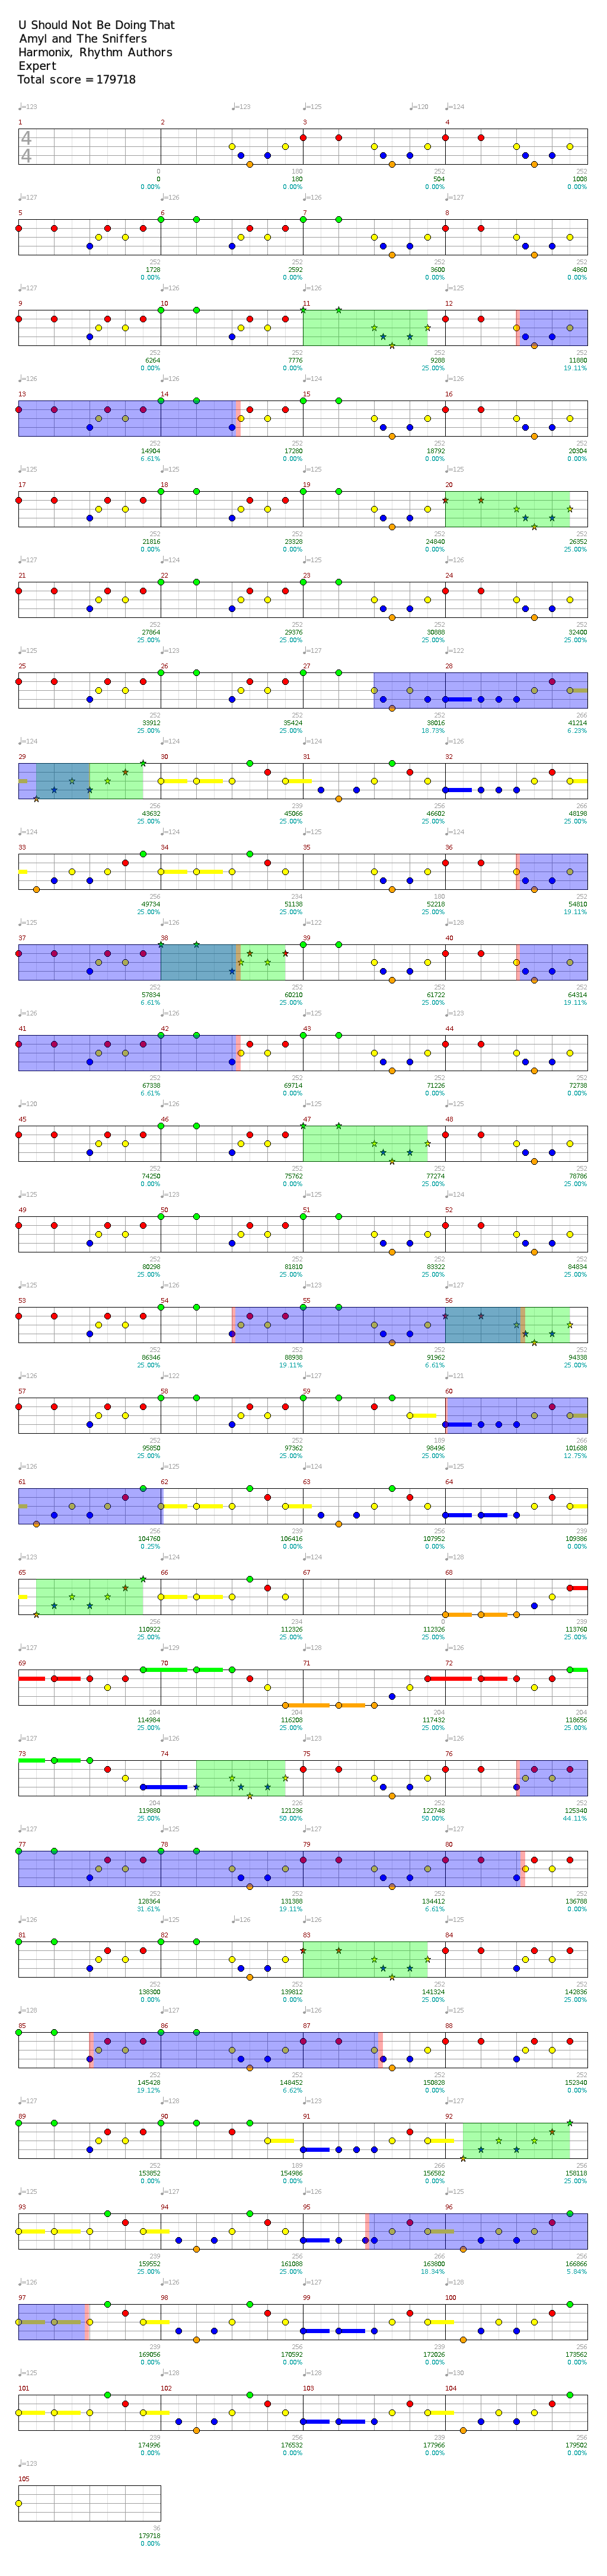 U Should Not Be Doing That
Amyl and The Sniffers
Harmonix, Rhythm Authors
Expert
Total score = 179718
♩=123 ♩=123 ♩=125 ♩=120 ♩=124
1 2 3 4
4
4
0 180 252 252
0 180 504 1008
0.00% 0.00% 0.00% 0.00%
♩=127 ♩=126 ♩=126 ♩=127
5 6 7 8
252 252 252 252
1728 2592 3600 4860
0.00% 0.00% 0.00% 0.00%
♩=127 ♩=126 ♩=126
9 10 11 12
252 252 252 252
6264 7776 9288 11880
0.00% 0.00% 25.00% 19.11%
♩=126 ♩=126 ♩=124 ♩=126
13 14 15 16
252 252 252 252
14904 17280 18792 20304
6.61% 0.00% 0.00% 0.00%
♩=125 ♩=125 ♩=125
17 18 19 20
252 252 252 252
21816 23328 24840 26352
0.00% 0.00% 0.00% 25.00%
♩=127 ♩=124 ♩=123 ♩=124
21 22 23 24
252 252 252 252
27864 29376 30888 32400
25.00% 25.00% 25.00% 25.00%
♩=125 ♩=123 ♩=127 ♩=122
25 26 27 28
252 252 252 266
33912 35424 38016 41214
25.00% 25.00% 18.73% 6.23%
♩=124 ♩=124 ♩=123
29 30 31 32
256 239 256 266
43632 45066 46602 48198
25.00% 25.00% 25.00% 25.00%
♩=124 ♩=124
33 34 35 36
256 234 180 252
49734 51138 52218 54810
25.00% 25.00% 25.00% 19.11%
♩=125 ♩=125 ♩=122 ♩=128
37 38 39 40
252 252 252 252
57834 60210 61722 64314
6.61% 25.00% 25.00% 19.11%
♩=126 ♩=126 ♩=125 ♩=123
41 42 43 44
252 252 252 252
67338 69714 71226 72738
6.61% 0.00% 0.00% 0.00%
♩=120 ♩=126 ♩=125
45 46 47 48
252 252 252 252
74250 75762 77274 78786
0.00% 0.00% 25.00% 25.00%
♩=125 ♩=123 ♩=125 ♩=124
49 50 51 52
252 252 252 252
80298 81810 83322 84834
25.00% 25.00% 25.00% 25.00%
♩=125 ♩=126 ♩=123 ♩=127
53 54 55 56
252 252 252 252
86346 88938 91962 94338
25.00% 19.11% 6.61% 25.00%
♩=126 ♩=122 ♩=127 ♩=121
57 58 59 60
252 252 189 266
95850 97362 98496 101688
25.00% 25.00% 25.00% 12.75%
♩=126 ♩=125 ♩=124
61 62 63 64
256 239 256 239
104760 106416 107952 109386
0.25% 0.00% 0.00% 0.00%
♩=123 ♩=124 ♩=124 ♩=128
65 66 67 68
256 234 0 239
110922 112326 112326 113760
25.00% 25.00% 25.00% 25.00%
♩=127 ♩=129 ♩=128 ♩=127
69 70 71 72
204 204 204 204
114984 116208 117432 118656
25.00% 25.00% 25.00% 25.00%
♩=127 ♩=124 ♩=123 ♩=126
73 74 75 76
204 226 252 252
119880 121236 122748 125340
25.00% 50.00% 50.00% 44.11%
♩=127 ♩=127 ♩=127 ♩=127
77 78 79 80
252 252 252 252
128364 131388 134412 136788
31.61% 19.11% 6.61% 0.00%
♩=126 ♩=125 ♩=126 ♩=127 ♩=125
81 82 83 84
252 252 252 252
138300 139812 141324 142836
0.00% 0.00% 25.00% 25.00%
♩=128 ♩=127 ♩=126 ♩=125
85 86 87 88
252 252 252 252
145428 148452 150828 152340
19.12% 6.62% 0.00% 0.00%
♩=127 ♩=128 ♩=123 ♩=127
89 90 91 92
252 189 266 256
153852 154986 156582 158118
0.00% 0.00% 0.00% 25.00%
♩=125 ♩=127 ♩=125
93 94 95 96
239 256 266 256
159552 161088 163800 166866
25.00% 25.00% 18.34% 5.84%
♩=126 ♩=126 ♩=127 ♩=128
97 98 99 100
239 256 239 256
169056 170592 172026 173562
0.00% 0.00% 0.00% 0.00%
♩=125 ♩=128 ♩=128 ♩=130
101 102 103 104
239 256 239 256
174996 176532 177966 179502
0.00% 0.00% 0.00% 0.00%
♩=123
105
36
179718
0.00%